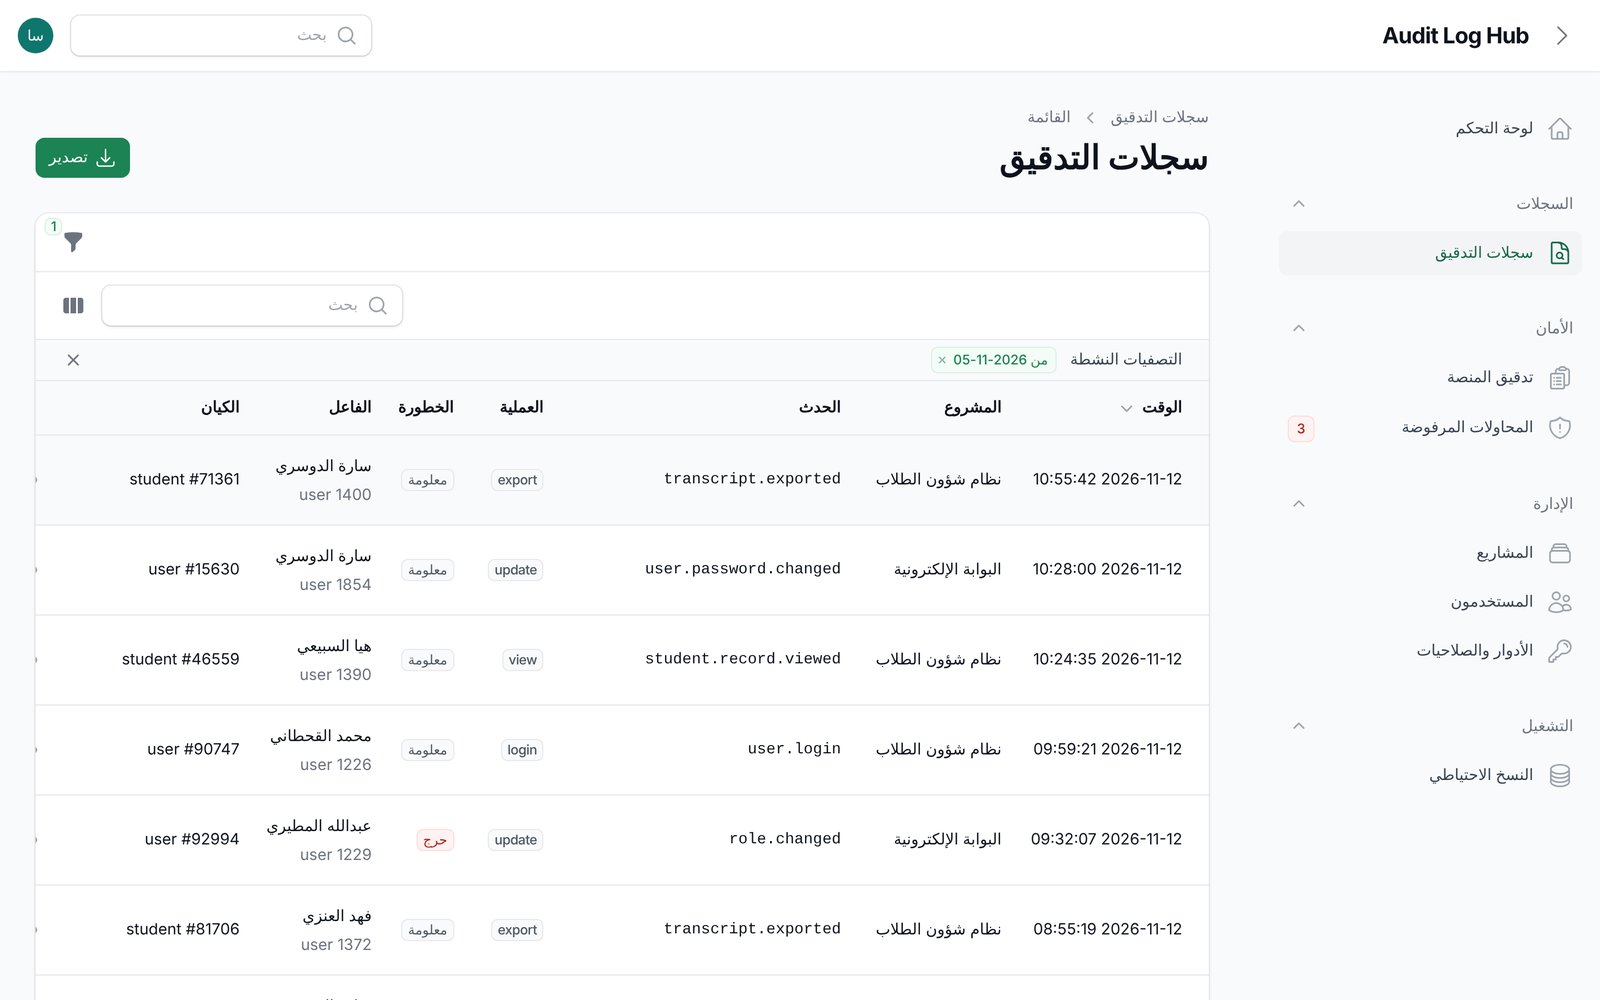 Audit Log Hub
بحث
سا
لوحة التحكم
السجلات
سجلات التدقيق
الأمان
تدقيق المنصة
المحاولات المرفوضة 3
الإدارة
المشاريع
المستخدمون
الأدوار والصلاحيات
التشغيل
النسخ الاحتياطي
سجلات التدقيق القائمة
سجلات التدقيق
تصدير
1
بحث
التصفيات النشطة من 2026-11-05
الوقت المشروع الحدث العملية الخطورة الفاعل الكيان
2026-11-12 10:55:42 نظام شؤون الطلاب transcript.exported export معلومة سارة الدوسري student #71361
user 1400
2026-11-12 10:28:00 البوابة الإلكترونية user.password.changed update معلومة سارة الدوسري user #15630
user 1854
2026-11-12 10:24:35 نظام شؤون الطلاب student.record.viewed view معلومة هيا السبيعي student #46559
user 1390
2026-11-12 09:59:21 نظام شؤون الطلاب user.login login معلومة محمد القحطاني user #90747
user 1226
2026-11-12 09:32:07 البوابة الإلكترونية role.changed update حرج عبدالله المطيري user #92994
user 1229
2026-11-12 08:55:19 نظام شؤون الطلاب transcript.exported export معلومة فهد العنزي student #81706
user 1372